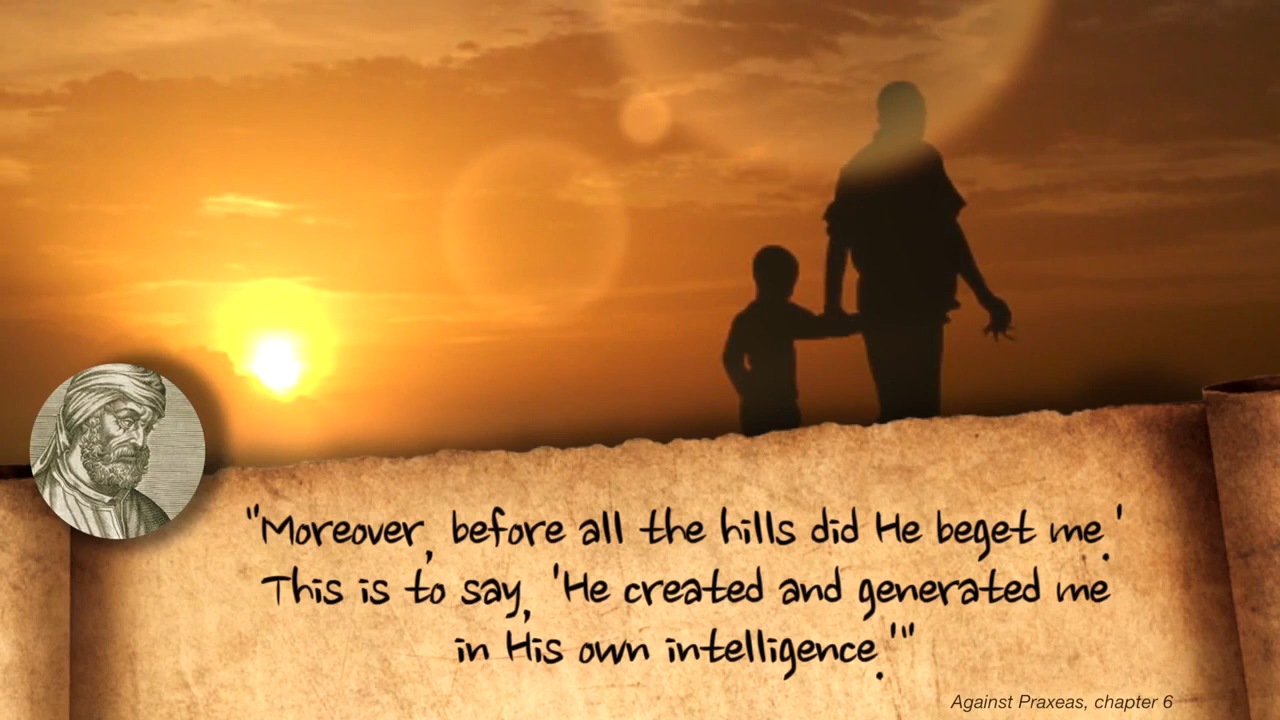 "Moreover, before all the hills did He beget me.'
This is to say, 'He created and generated me
in His own intelligence.'"
Against Praxeas, chapter 6